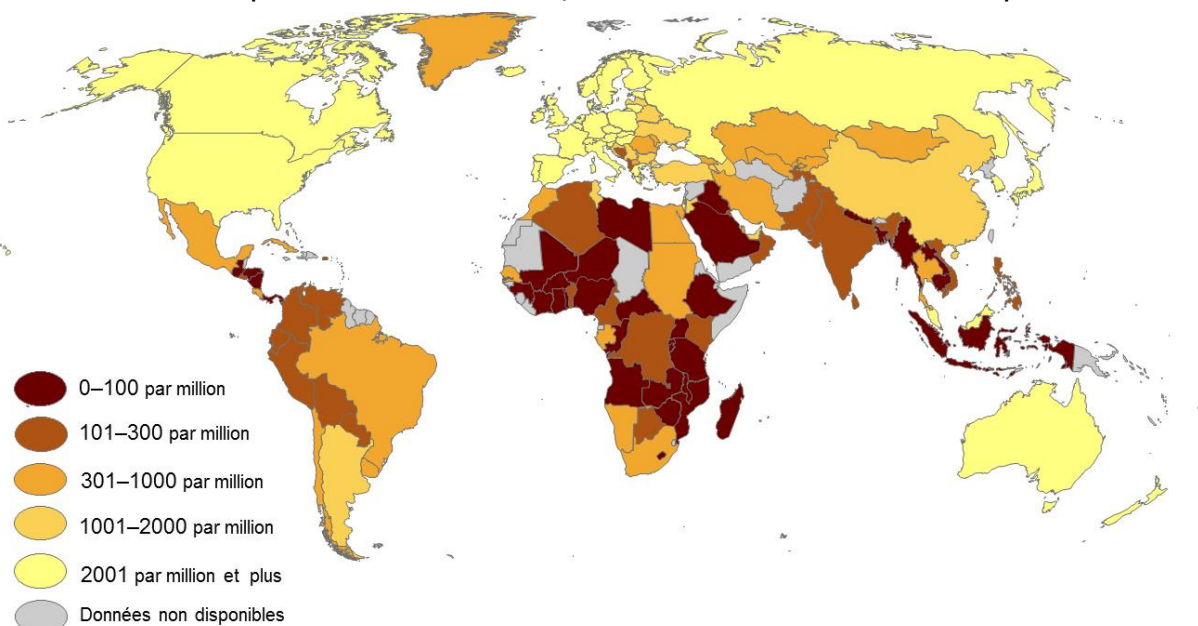 0–100 par million
101–300 par million
301–1000 par million
1001–2000 par million
2001 par million et plus
Données non disponibles